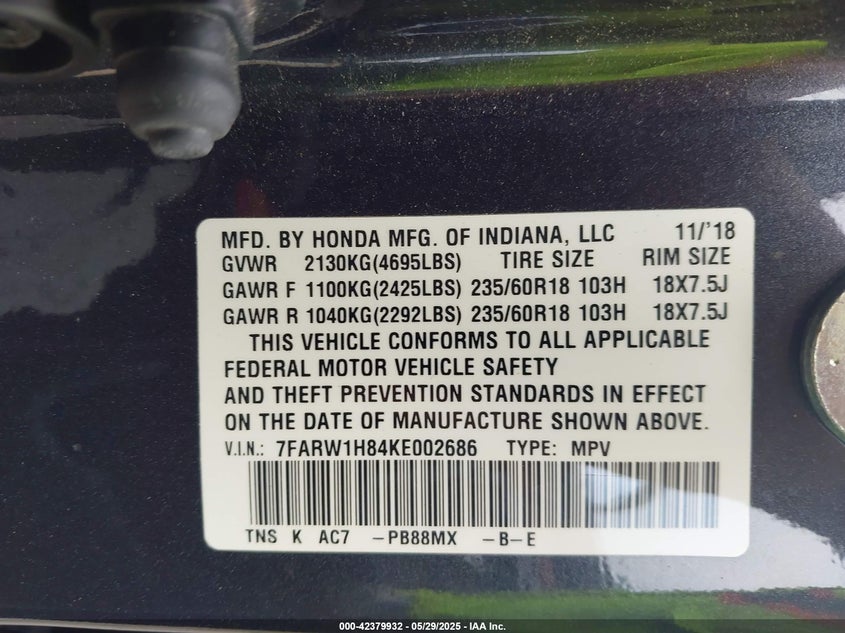 MFD. BY HONDA MFG. OF INDIANA, LLC 11/'18
GVWR 2130KG(4695LBS) TIRE SIZE RIM SIZE
GAWR F 1100KG(2425LBS) 235/60R18 103H 18X7.5J
GAWR R 1040KG(2292LBS) 235/60R18 103H 18X7.5J
THIS VEHICLE CONFORMS TO ALL APPLICABLE
FEDERAL MOTOR VEHICLE SAFETY
AND THEFT PREVENTION STANDARDS IN EFFECT
ON THE DATE OF MANUFACTURE SHOWN ABOVE.
V.I.N.: 7FARW1H84KE002686 TYPE: MPV
TNS K AC7 -PB88MX -B-E
000-42379932 - 05/29/2025 - IAA Inc.